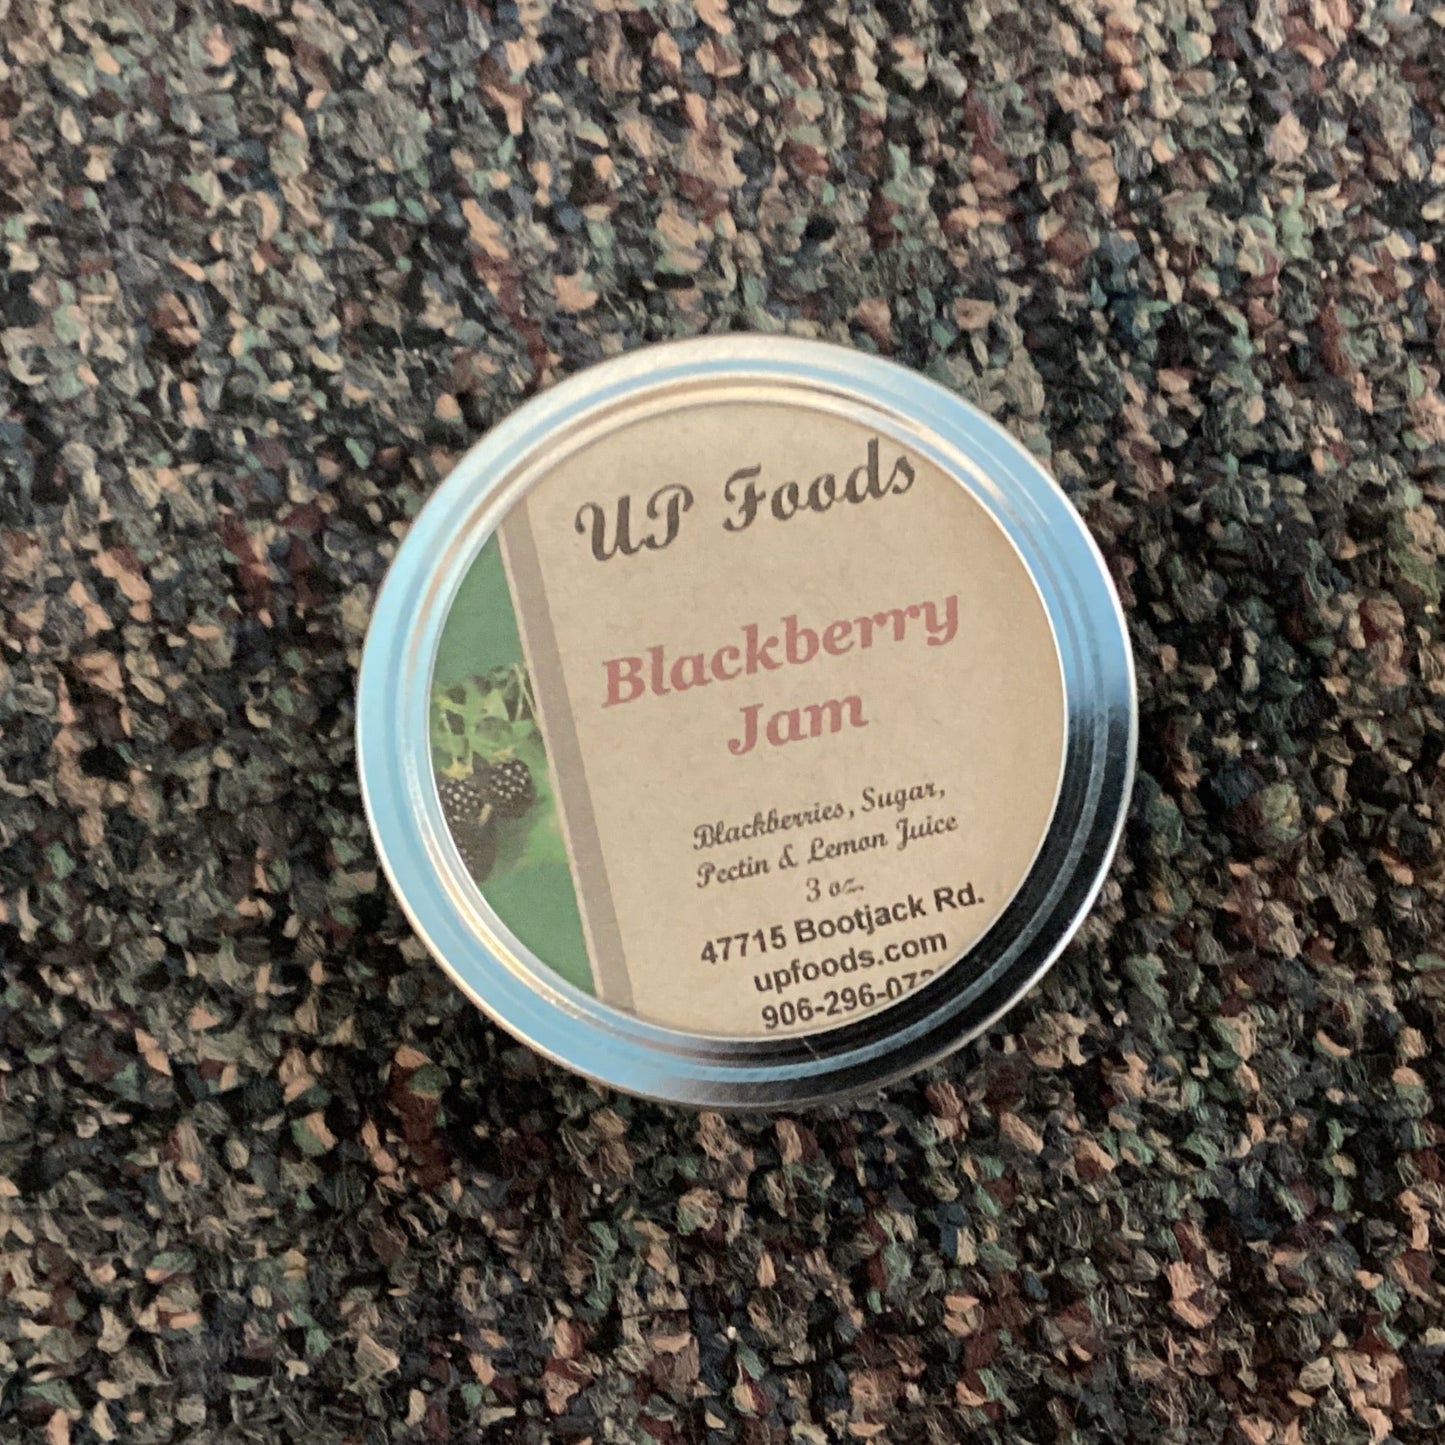 UP Foods
Blackberry
Jam
Blackberries, Sugar,
Pectin & Lemon Juice
3 oz.
47715 Bootjack Rd.
upfoods.com